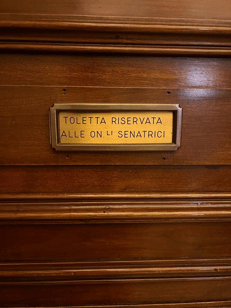 TOLETTA RISERVATA
ALLE ON.LI SENATRICI